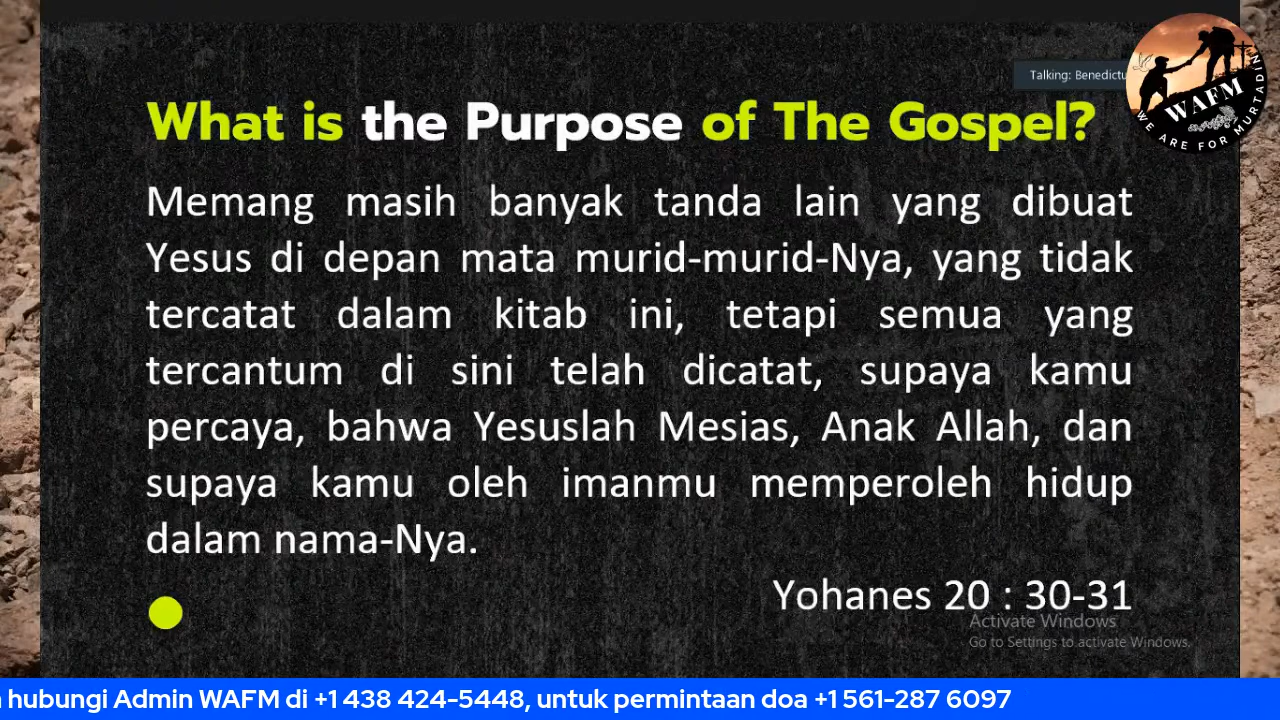 Talking: Benedictu
WAFM
WE ARE FOR MURTADIN
What is the Purpose of The Gospel?
Memang masih banyak tanda lain yang dibuat
Yesus di depan mata murid-murid-Nya, yang tidak
tercatat dalam kitab ini, tetapi semua yang
tercantum di sini telah dicatat, supaya kamu
percaya, bahwa Yesuslah Mesias, Anak Allah, dan
supaya kamu oleh imanmu memperoleh hidup
dalam nama-Nya.
Yohanes 20 : 30-31
Activate Windows
Go to Settings to activate Windows.
hubungi Admin WAFM di +1 438 424-5448, untuk permintaan doa +1 561-287 6097